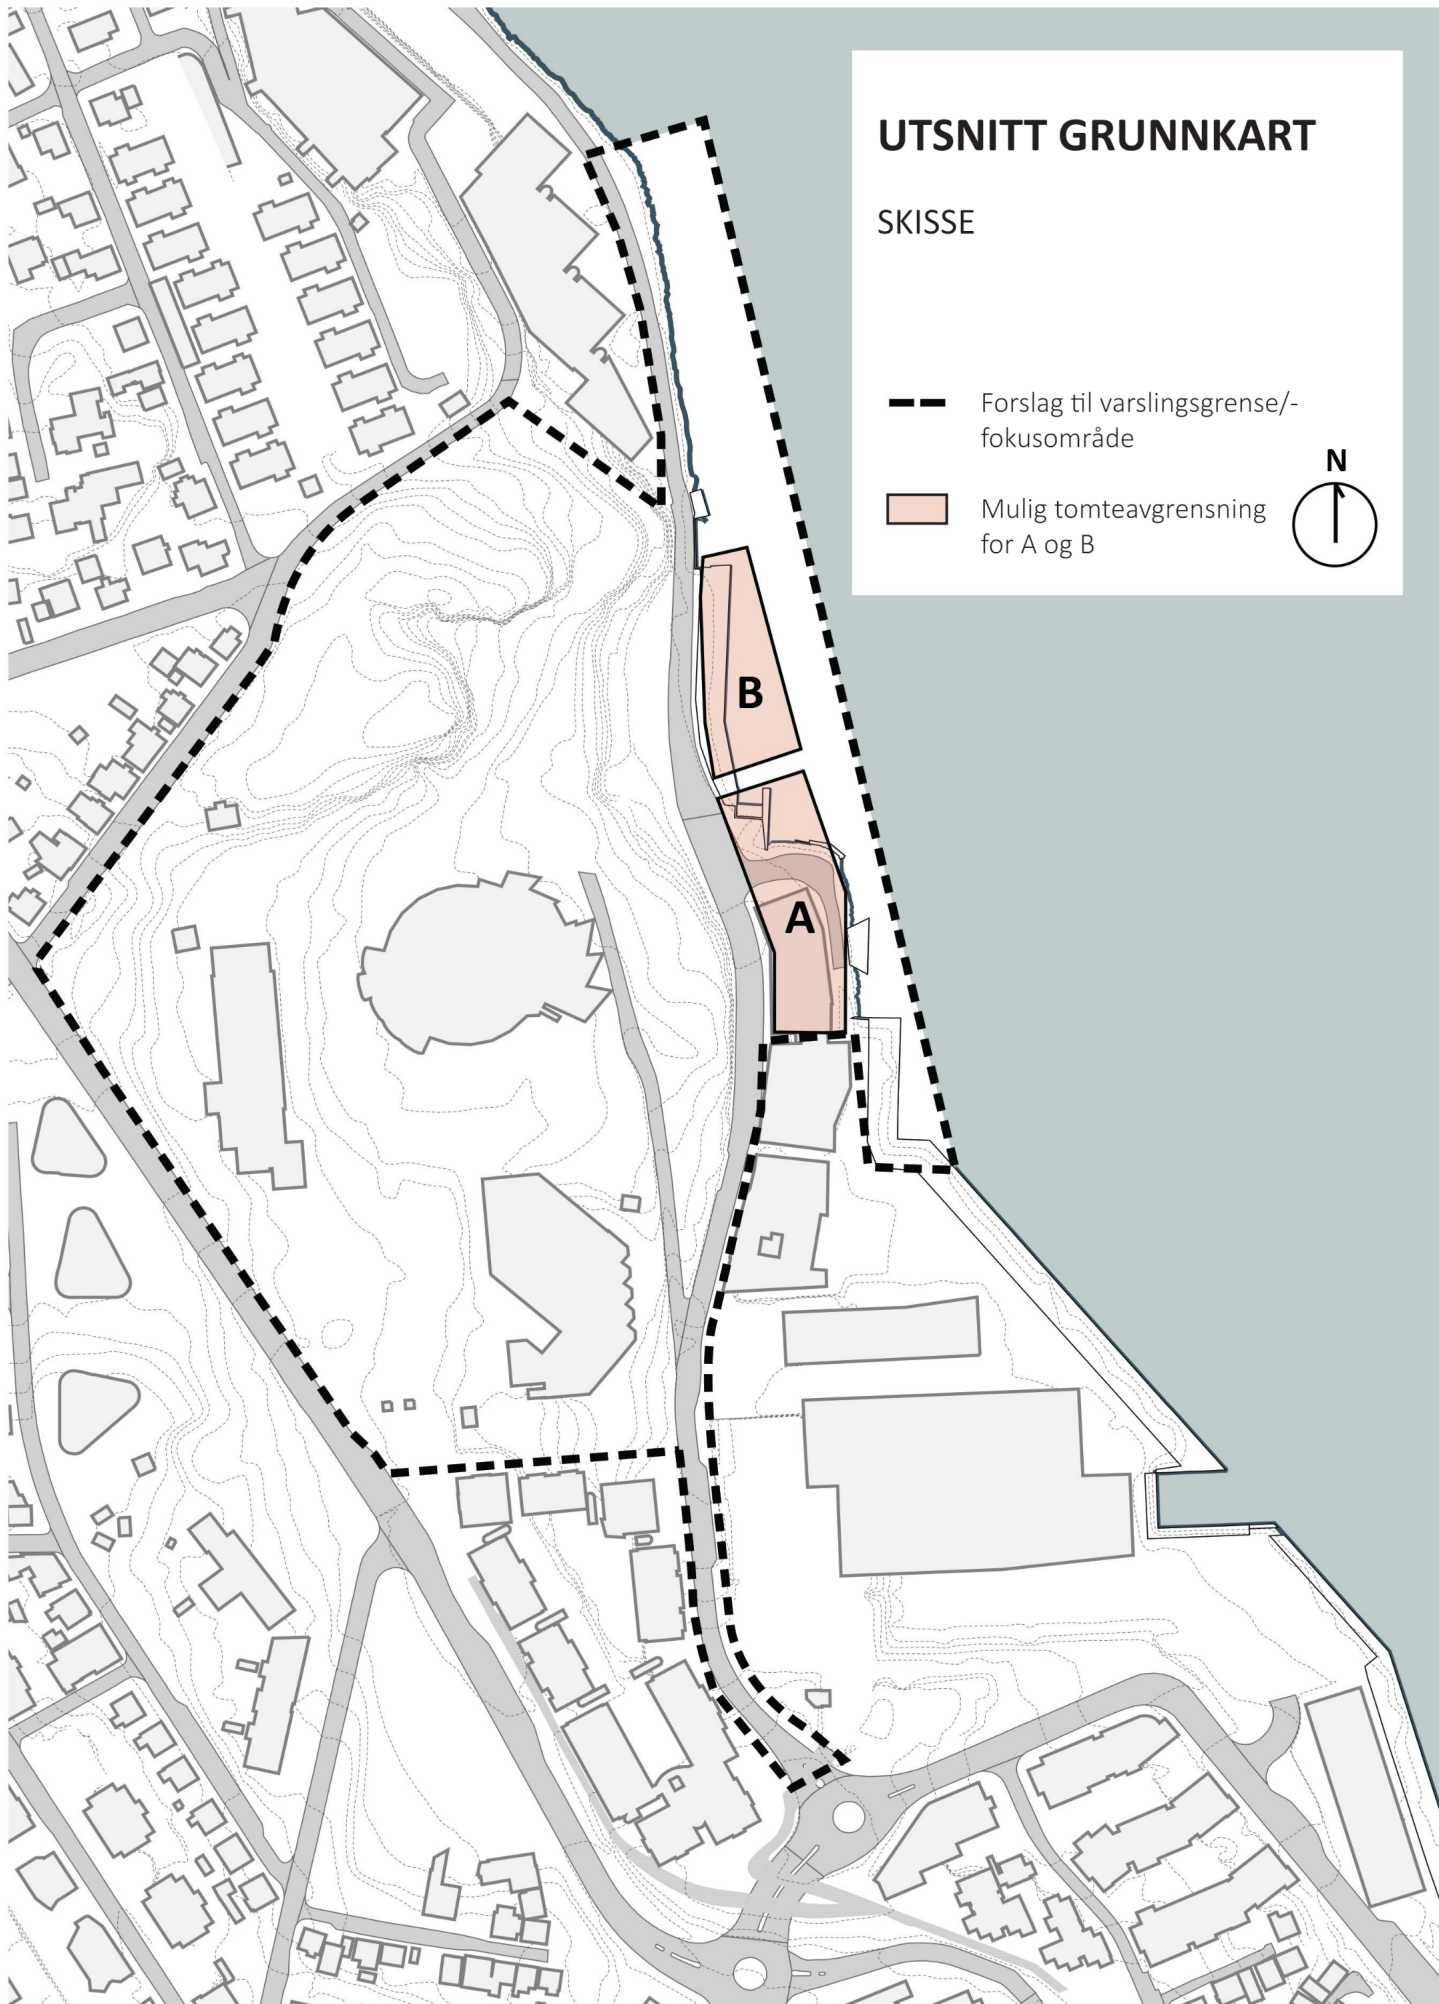 UTSNITT GRUNNKART
SKISSE
Forslag til varslingsgrense/-
fokusområde
N
Mulig tomteavgrensning
for A og B
B
A